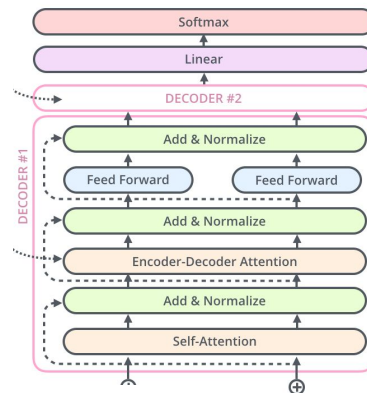 Softmax
Linear
DECODER #2
DECODER #1
Add & Normalize
Feed Forward
Feed Forward
Add & Normalize
Encoder-Decoder Attention
Add & Normalize
Self-Attention